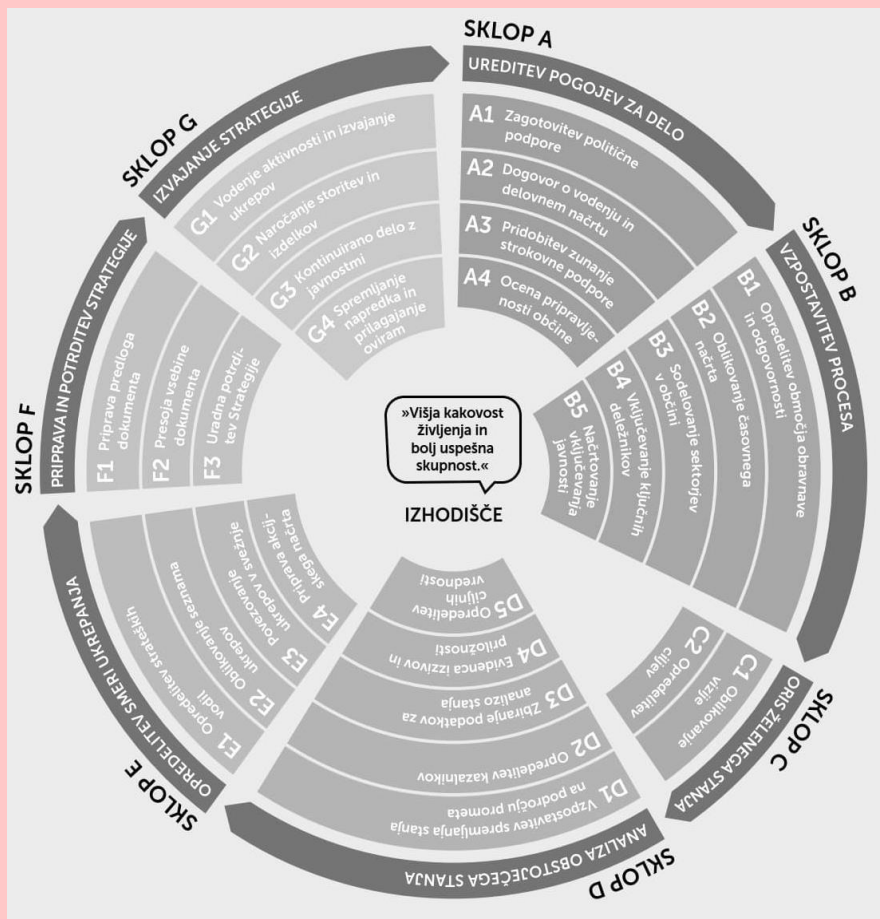 SKLOP A
UREDITEV POGOJEV ZA DELO
A1 Zagotovitev politične
podpore
A2 Dogovor o vodenju in
delovnem načrtu
A3 Pridobitev zunanje
strokovne podpore
A4 Ocena pripravlje-
nosti občine
SKLOP B
VZPOSTAVITEV PROCESA
B1 Opredelitev območja obravnave
in odgovornosti
B2 Oblikovanje časovnega
načrta
B3 Sodelovanje sektorjev
v občini
B4 Vključevanje ključnih
deležnikov
B5 Načrtovanje
vključevanja
javnosti
SKLOP C
ORIS ŽELENEGA STANJA
C1 Oblikovanje
vizije
C2 Opredelitev
ciljev
SKLOP D
ANALIZA OBSTOJEČEGA STANJA
D1 Vzpostavitev spremljanja stanja
na področju prometa
D2 Opredelitev kazalnikov
D3 Zbiranje podatkov za
analizo stanja
D4 Evidenca izzivov in
priložnosti
D5 Opredelitev
ciljnih
vrednosti
SKLOP E
OPREDELITEV SMERI UKREPANJA
E1 Opredelitev strateških
vodil
E2 Oblikovanje seznama
ukrepov
E3 Povezovanje
ukrepov v svežnje
E4 Priprava akcij-
skega načrta
SKLOP F
PRIPRAVA IN POTRDITEV STRATEGIJE
F1 Priprava predloga
dokumenta
F2 Presoja vsebine
dokumenta
F3 Uradna potrdi-
tev Strategije
SKLOP G
IZVAJANJE STRATEGIJE
G1 Vodenje aktivnosti in izvajanje
ukrepov
G2 Naročanje storitev in
izdelkov
G3 Kontinuirano delo z
javnostmi
G4 Spremljanje
napredka in
prilagajanje
oviram
»Višja kakovost
življenja in
bolj uspešna
skupnost.«
IZHODIŠČE